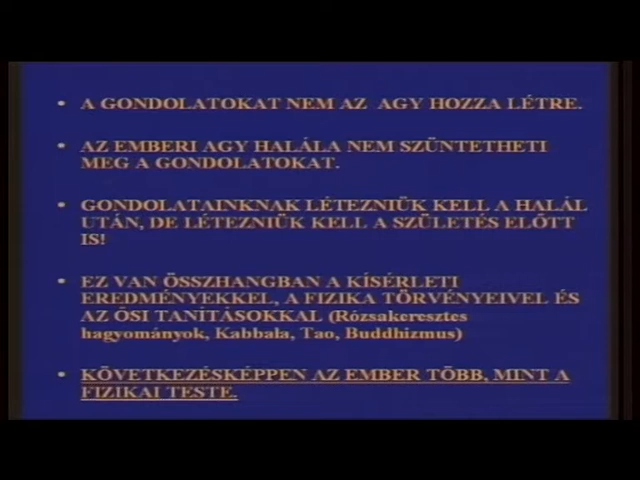 • A GONDOLATOKAT NEM AZ AGY HOZZA LÉTRE.
• AZ EMBERI AGY HALÁLA NEM SZÜNTETHETI
MEG A GONDOLATOKAT.
• GONDOLATAINKNAK LÉTEZNIÜK KELL A HALÁL
UTÁN, DE LÉTEZNIÜK KELL A SZÜLETÉS ELŐTT
IS!
• EZ VAN ÖSSZHANGBAN A KÍSÉRLETI
EREDMÉNYEKKEL, A FIZIKA TÖRVÉNYEIVEL ÉS
AZ ŐSI TANÍTÁSOKKAL (Rózsakeresztes
hagyományok, Kabbala, Tao, Buddhizmus)
• KÖVETKEZÉSKÉPPEN AZ EMBER TÖBB, MINT A
FIZIKAI TESTE.